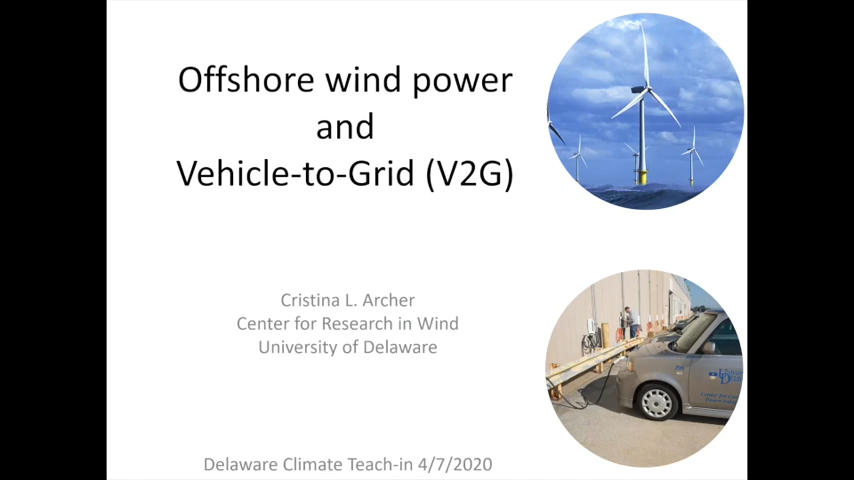 Offshore wind power
and
Vehicle-to-Grid (V2G)
Cristina L. Archer
Center for Research in Wind
University of Delaware
Delaware Climate Teach-in 4/7/2020